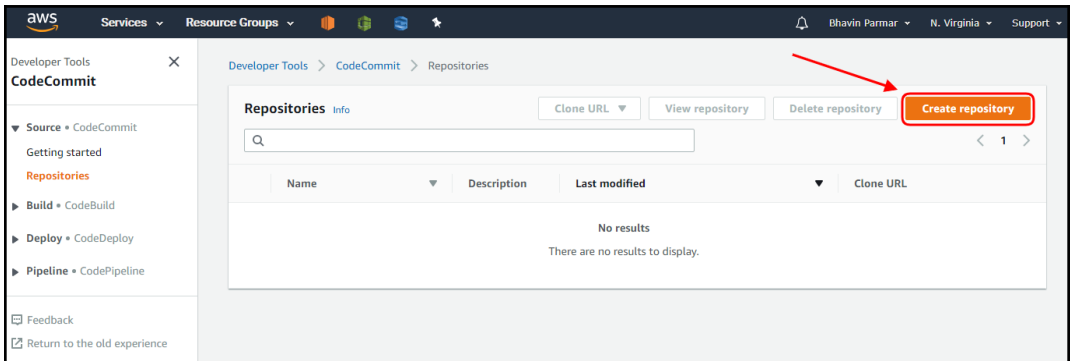 aws Services Resource Groups Bhavin Parmar N. Virginia Support
Developer Tools
CodeCommit
Source • CodeCommit
Getting started
Repositories
Build • CodeBuild
Deploy • CodeDeploy
Pipeline • CodePipeline
Feedback
Return to the old experience
Developer Tools > CodeCommit > Repositories
Repositories Info Clone URL View repository Delete repository Create repository
1
Name Description Last modified Clone URL
No results
There are no results to display.